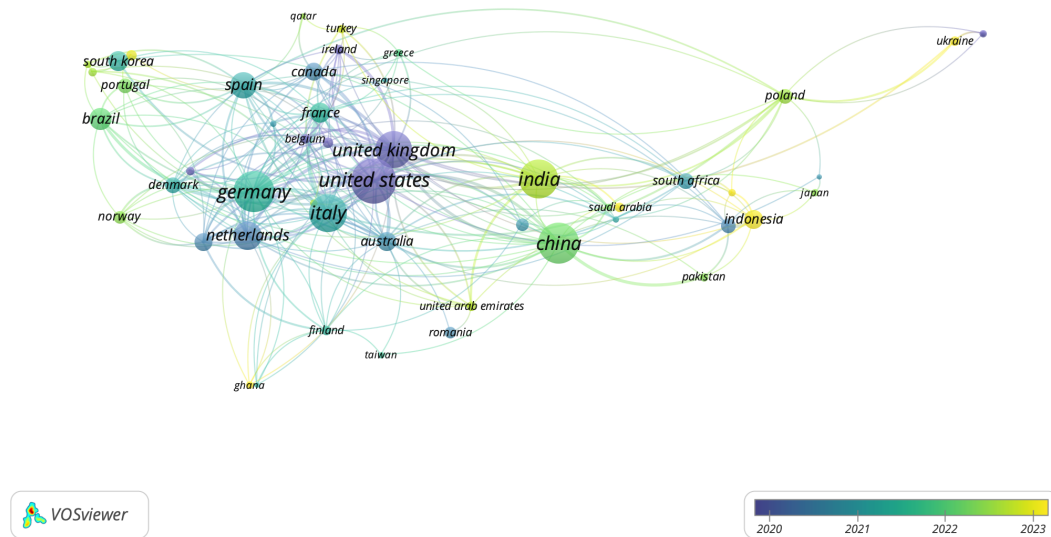 qatar
turkey
ukraine
ireland
greece
south korea
canada
singapore
portugal
spain
poland
brazil
france
belgium
united kingdom
united states
india
south africa
denmark
germany
japan
saudi arabia
norway
italy
indonesia
netherlands
australia
china
pakistan
united arab emirates
finland
romania
taiwan
ghana
VOSviewer
2020 2021 2022 2023